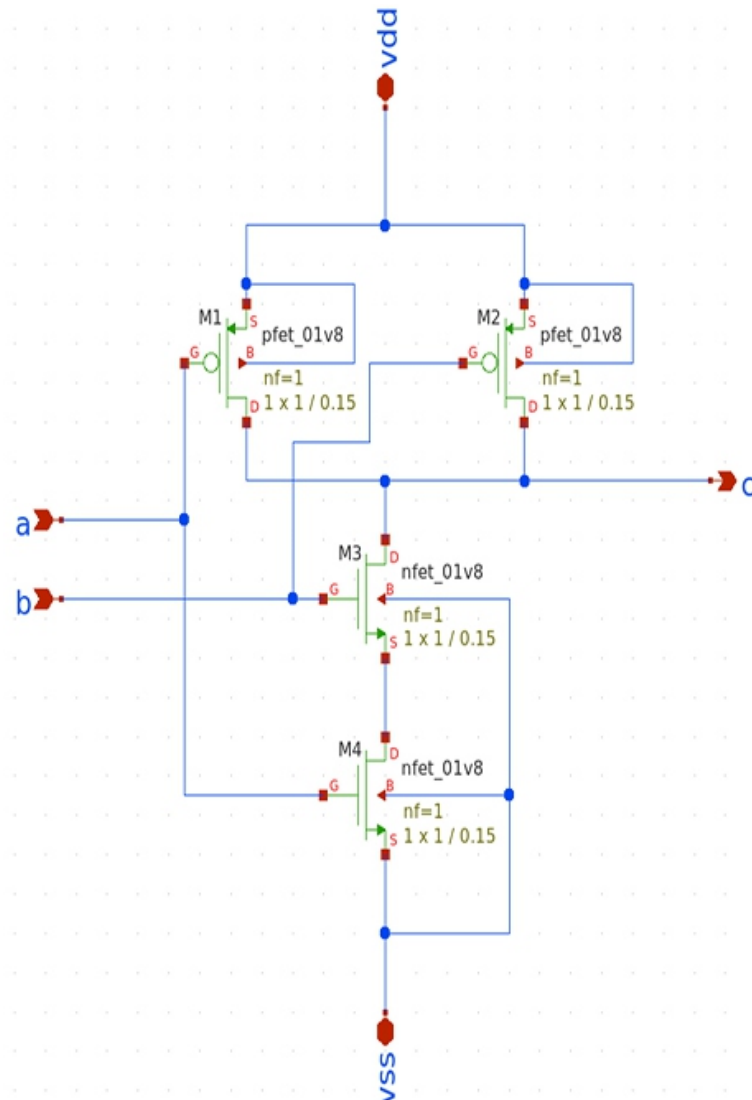 vdd
M1
S
pfet_01v8
G
B
nf=1
1 x 1 / 0.15
D
M2
S
pfet_01v8
G
B
nf=1
1 x 1 / 0.15
D
a
b
M3
D
nfet_01v8
G
B
nf=1
1 x 1 / 0.15
S
M4
D
nfet_01v8
G
B
nf=1
1 x 1 / 0.15
S
vss